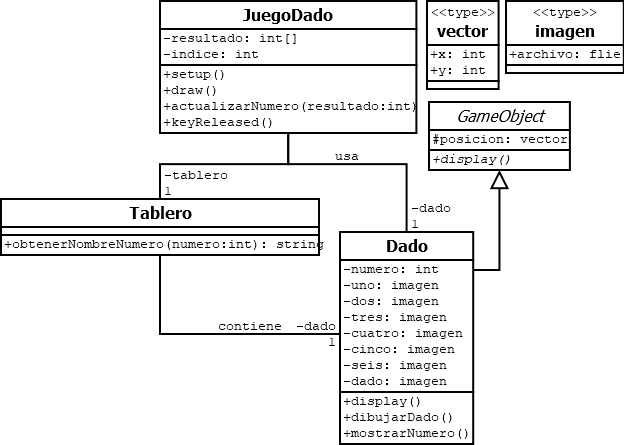 JuegoDado
-resultado: int[]
-indice: int
+setup()
+draw()
+actualizarNumero(resultado:int)
+keyReleased()
<<type>>
vector
+x: int
+y: int
<<type>>
imagen
+archivo: flie
GameObject
#posicion: vector
+display()
usa
-tablero
1
-dado
1
Tablero
+obtenerNombreNumero(numero:int): string
contiene -dado
1
Dado
-numero: int
-uno: imagen
-dos: imagen
-tres: imagen
-cuatro: imagen
-cinco: imagen
-seis: imagen
-dado: imagen
+display()
+dibujarDado()
+mostrarNumero()